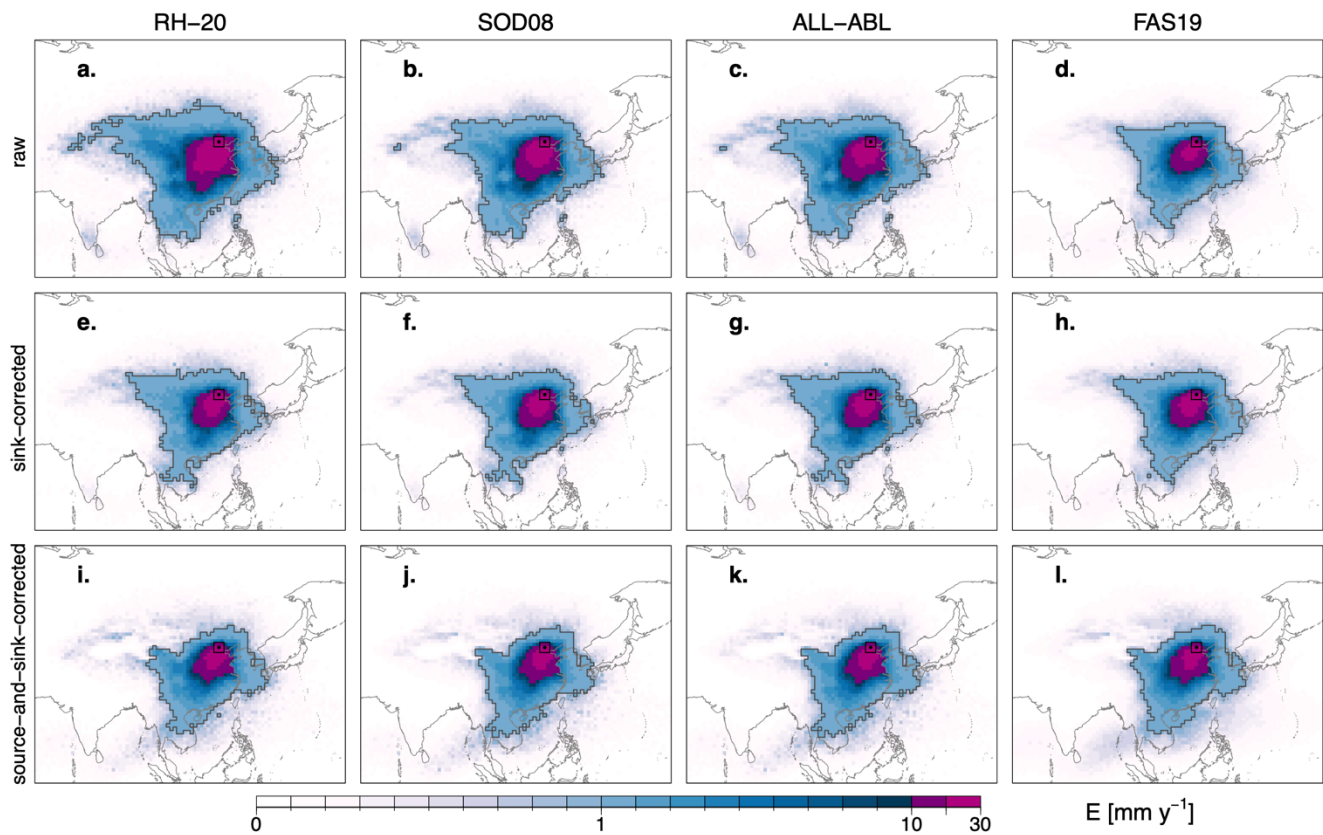 RH−20 SOD08 ALL−ABL FAS19
raw
a. b. c. d.
sink−corrected
e. f. g. h.
source−and−sink−corrected
i. j. k. l.
0 1 10 30 E [mm y⁻¹]